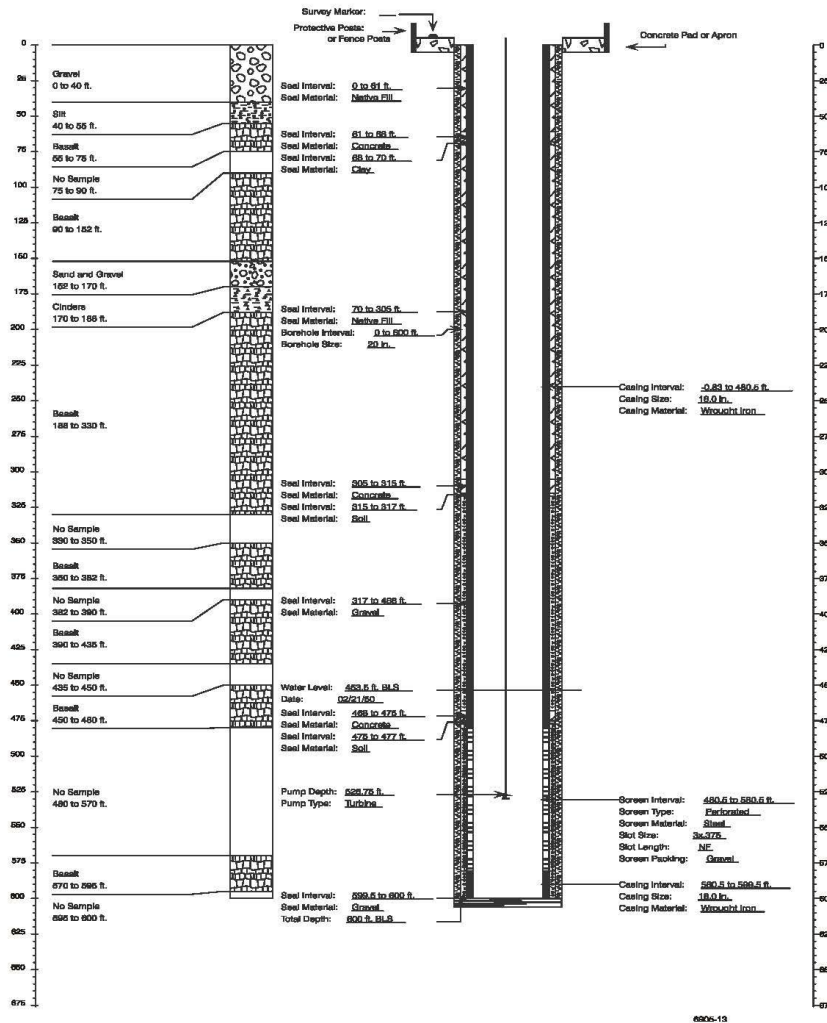 Survey Marker:
Protective Posts:
or Fence Posts
Concrete Pad or Apron
0
25
50
75
100
125
150
175
200
225
250
275
300
325
350
375
400
425
450
475
500
525
550
575
600
625
650
675
Gravel
0 to 40 ft.
Silt
40 to 55 ft.
Basalt
55 to 75 ft.
No Sample
75 to 90 ft.
Basalt
90 to 152 ft.
Sand and Gravel
152 to 170 ft.
Cinders
170 to 188 ft.
Basalt
188 to 330 ft.
No Sample
330 to 350 ft.
Basalt
350 to 382 ft.
No Sample
382 to 390 ft.
Basalt
390 to 435 ft.
No Sample
435 to 450 ft.
Basalt
450 to 480 ft.
No Sample
480 to 570 ft.
Basalt
570 to 595 ft.
No Sample
595 to 600 ft.
Seal Interval: 0 to 61 ft.
Seal Material: Native Fill
Seal Interval: 61 to 68 ft.
Seal Material: Concrete
Seal Interval: 68 to 70 ft.
Seal Material: Clay
Seal Interval: 70 to 305 ft.
Seal Material: Native Fill
Borehole Interval: 0 to 600 ft.
Borehole Size: 20 in.
Seal Interval: 305 to 315 ft.
Seal Material: Concrete
Seal Interval: 315 to 317 ft.
Seal Material: Soil
Seal Interval: 317 to 468 ft.
Seal Material: Gravel
Water Level: 453.5 ft. BLS
Date: 02/21/50
Seal Interval: 468 to 475 ft.
Seal Material: Concrete
Seal Interval: 475 to 477 ft.
Seal Material: Soil
Pump Depth: 528.75 ft.
Pump Type: Turbine
Seal Interval: 599.5 to 600 ft.
Seal Material: Gravel
Total Depth: 600 ft. BLS
Casing Interval: -0.83 to 480.5 ft.
Casing Size: 18.0 in.
Casing Material: Wrought Iron
Screen Interval: 480.5 to 580.5 ft.
Screen Type: Perforated
Screen Material: Steel
Slot Size: 3x.375
Slot Length: NF
Screen Packing: Gravel
Casing Interval: 580.5 to 599.5 ft.
Casing Size: 18.0 in.
Casing Material: Wrought Iron
0
25
50
75
6905-13